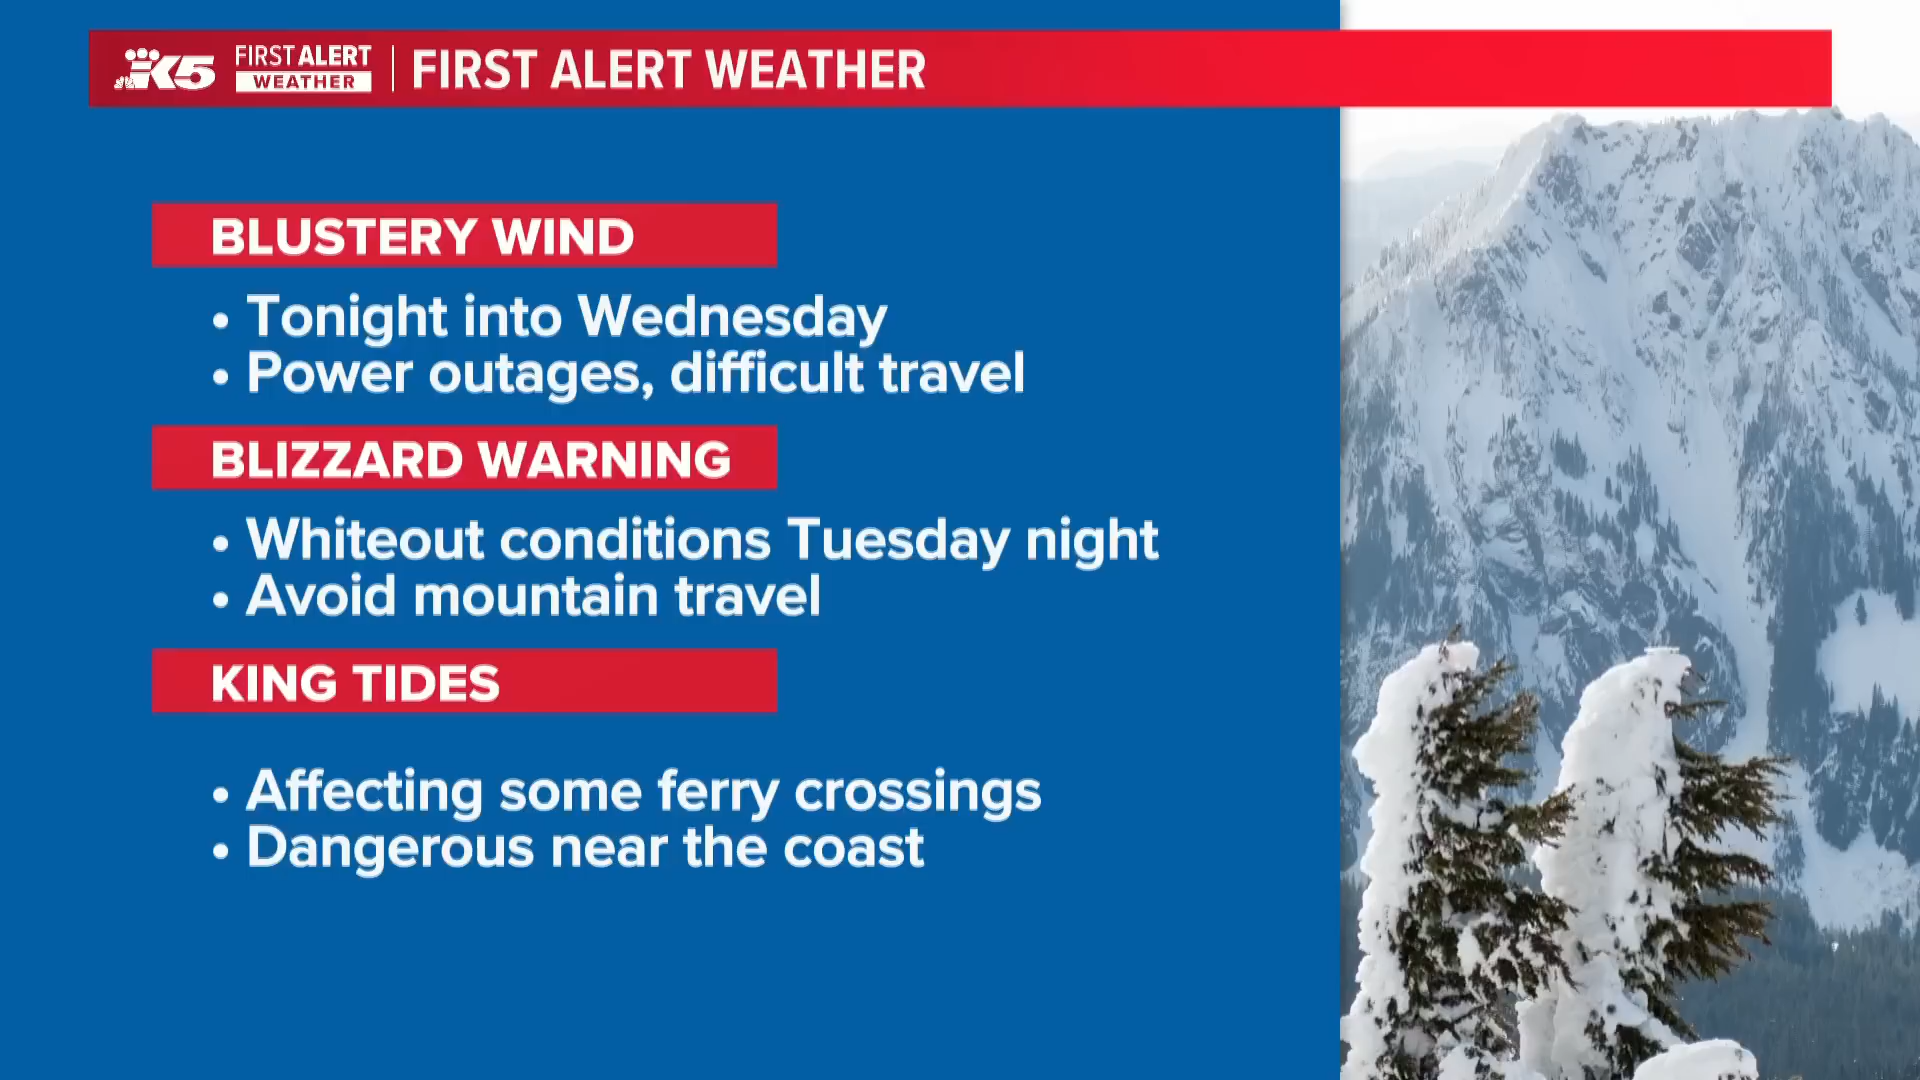 K5 FIRST ALERT WEATHER FIRST ALERT WEATHER
BLUSTERY WIND
• Tonight into Wednesday
• Power outages, difficult travel
BLIZZARD WARNING
• Whiteout conditions Tuesday night
• Avoid mountain travel
KING TIDES
• Affecting some ferry crossings
• Dangerous near the coast